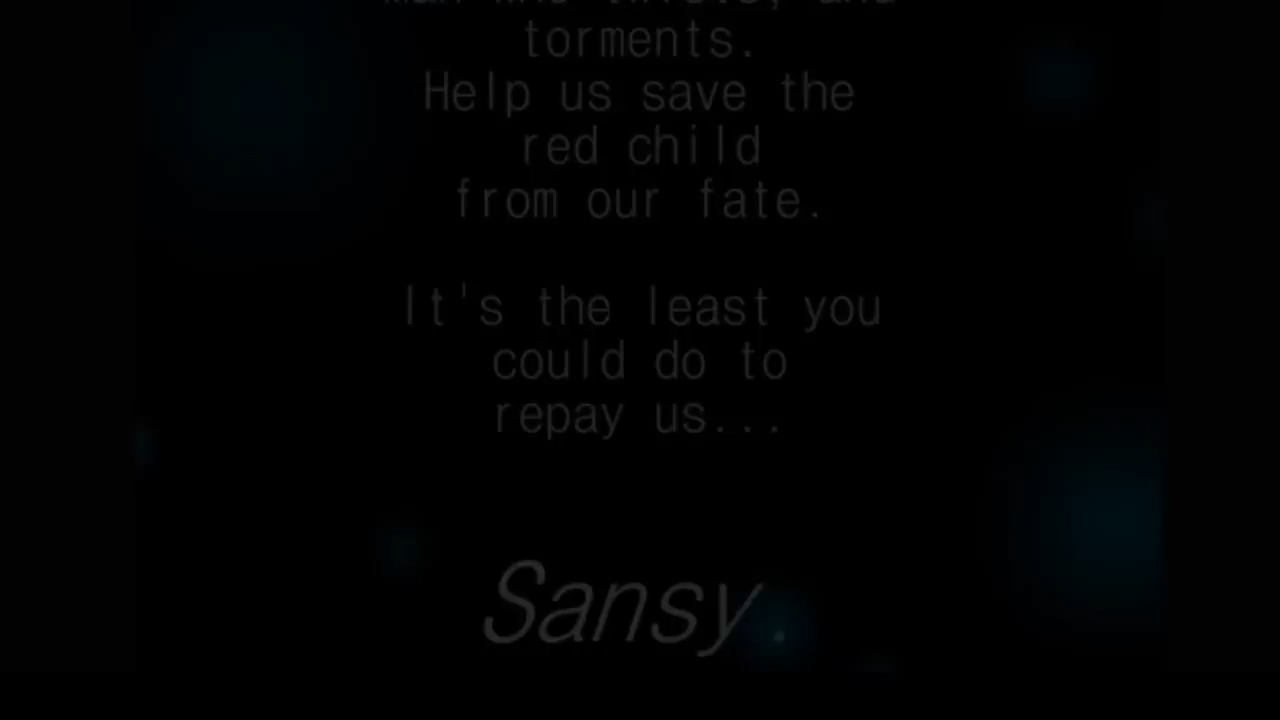 and
torments.
Help us save the
red child
from our fate.
It's the least you
could do to
repay us...
Sansy